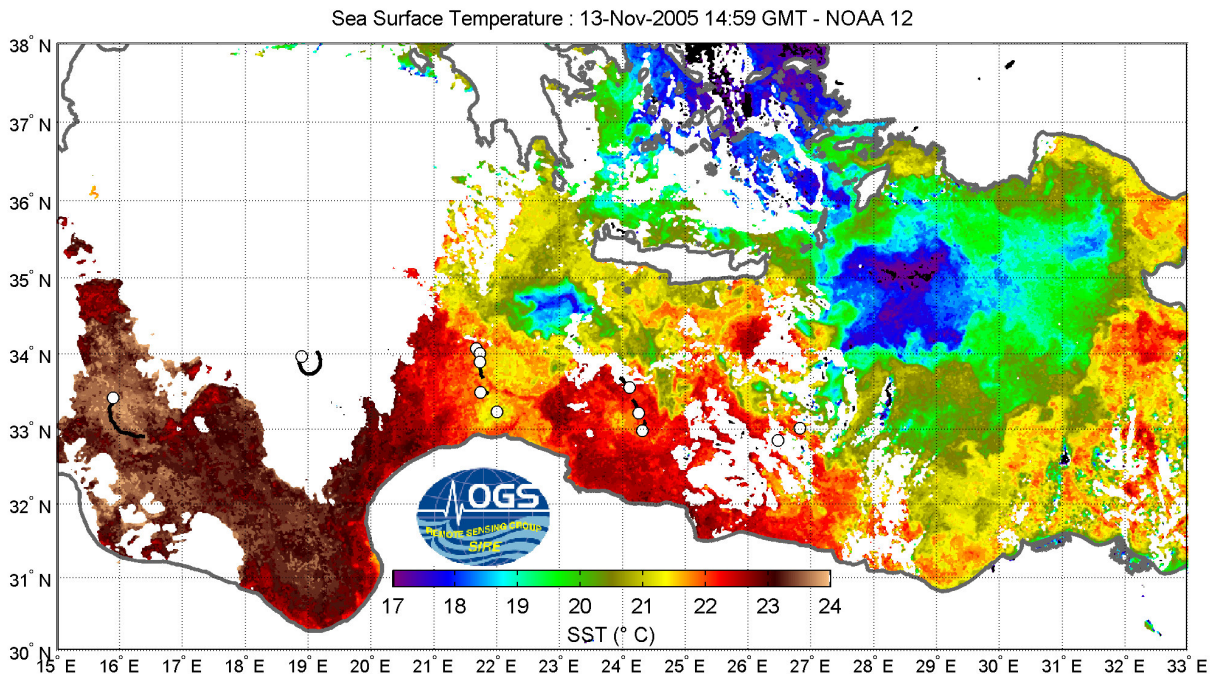 Sea Surface Temperature : 13-Nov-2005 14:59 GMT - NOAA 12
38° N
37° N
36° N
35° N
34° N
33° N
32° N
31° N
30° N
OGS
REMOTE SENSING GROUP
SIRE
17 18 19 20 21 22 23 24
SST (° C)
15° E 16° E 17° E 18° E 19° E 20° E 21° E 22° E 23° E 24° E 25° E 26° E 27° E 28° E 29° E 30° E 31° E 32° E 33° E